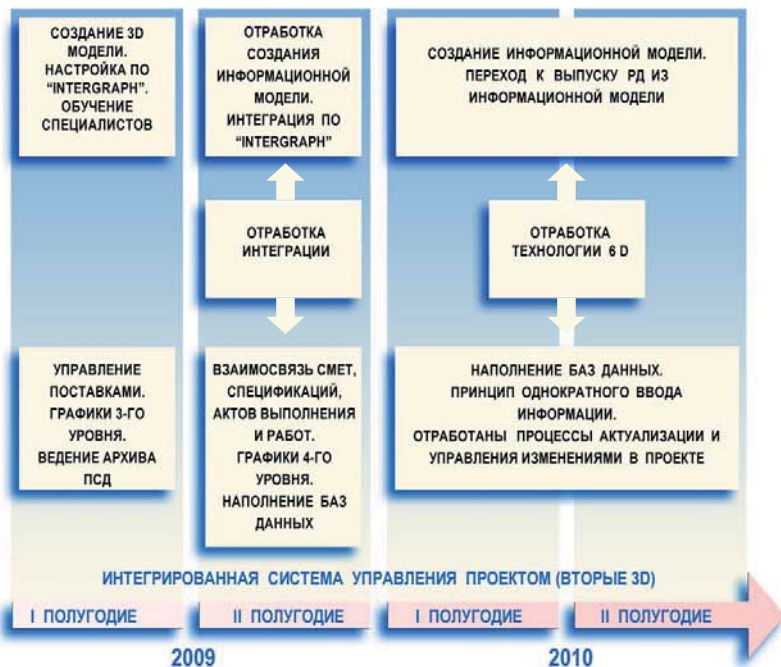 СОЗДАНИЕ 3D
МОДЕЛИ.
НАСТРОЙКА ПО
“INTERGRAPH”.
ОБУЧЕНИЕ
СПЕЦИАЛИСТОВ
ОТРАБОТКА
СОЗДАНИЯ
ИНФОРМАЦИОННОЙ
МОДЕЛИ.
ИНТЕГРАЦИЯ ПО
“INTERGRAPH”
СОЗДАНИЕ ИНФОРМАЦИОННОЙ МОДЕЛИ.
ПЕРЕХОД К ВЫПУСКУ РД ИЗ
ИНФОРМАЦИОННОЙ МОДЕЛИ
ОТРАБОТКА
ИНТЕГРАЦИИ
ОТРАБОТКА
ТЕХНОЛОГИИ 6 D
УПРАВЛЕНИЕ
ПОСТАВКАМИ.
ГРАФИКИ 3-ГО
УРОВНЯ.
ВЕДЕНИЕ АРХИВА
ПСД
ВЗАИМОСВЯЗЬ СМЕТ,
СПЕЦИФИКАЦИЙ,
АКТОВ ВЫПОЛНЕНИЯ
И РАБОТ.
ГРАФИКИ 4-ГО
УРОВНЯ.
НАПОЛНЕНИЕ БАЗ
ДАННЫХ
НАПОЛНЕНИЕ БАЗ ДАННЫХ.
ПРИНЦИП ОДНОКРАТНОГО ВВОДА
ИНФОРМАЦИИ.
ОТРАБОТАНЫ ПРОЦЕССЫ АКТУАЛИЗАЦИИ И
УПРАВЛЕНИЯ ИЗМЕНЕНИЯМИ В ПРОЕКТЕ
ИНТЕГРИРОВАННАЯ СИСТЕМА УПРАВЛЕНИЯ ПРОЕКТОМ (ВТОРЫЕ 3D)
I ПОЛУГОДИЕ
II ПОЛУГОДИЕ
I ПОЛУГОДИЕ
II ПОЛУГОДИЕ
2009
2010